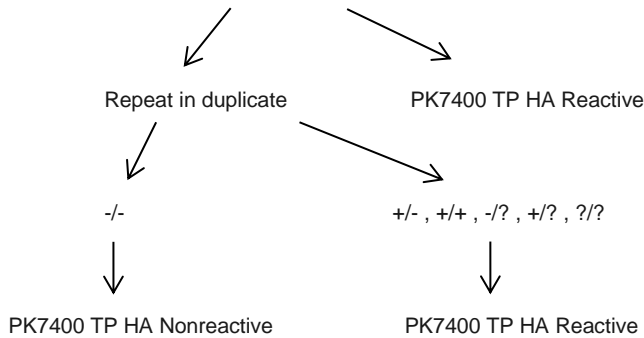 Repeat in duplicate PK7400 TP HA Reactive
-/- +/- , +/+ , -/? , +/? , ?/?
PK7400 TP HA Nonreactive PK7400 TP HA Reactive